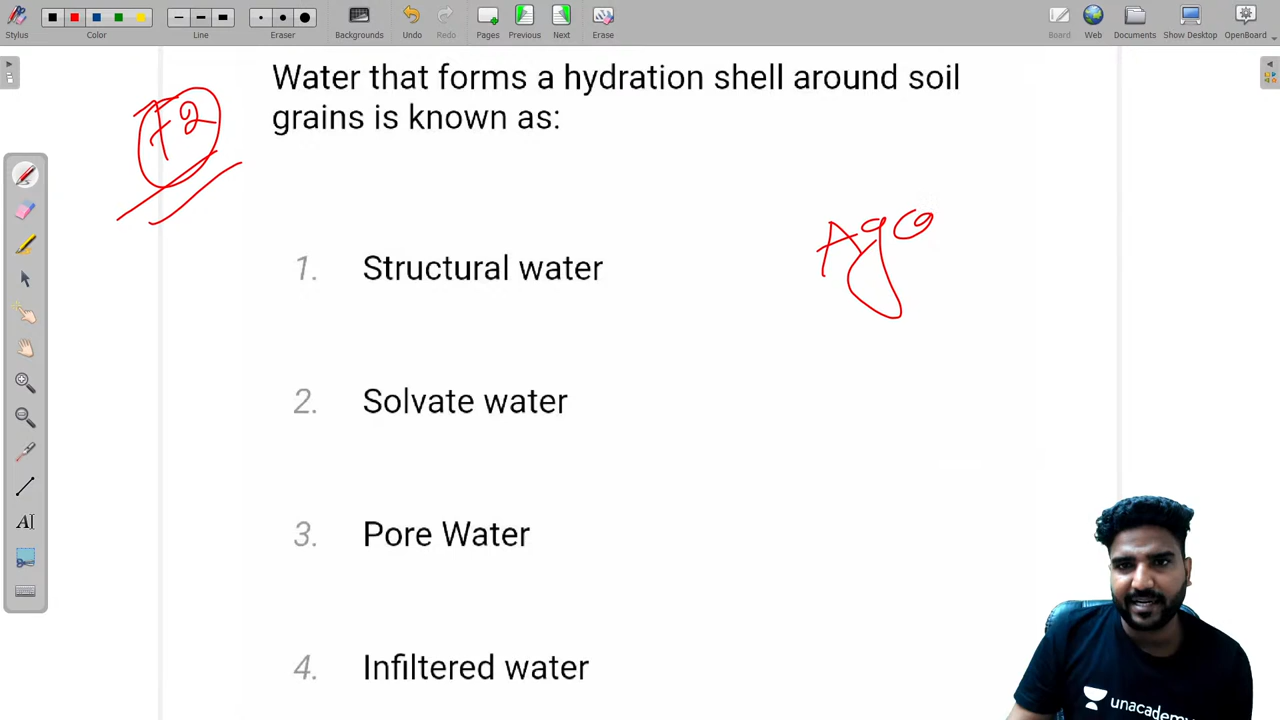 Stylus
Color
Line
Eraser
Backgrounds
Undo
Redo
Pages
Previous
Next
Erase
Board
Web
Documents
Show Desktop
OpenBoard
Water that forms a hydration shell around soil
grains is known as:
72
1. Structural water
2. Solvate water
3. Pore Water
4. Infiltered water
unacademy